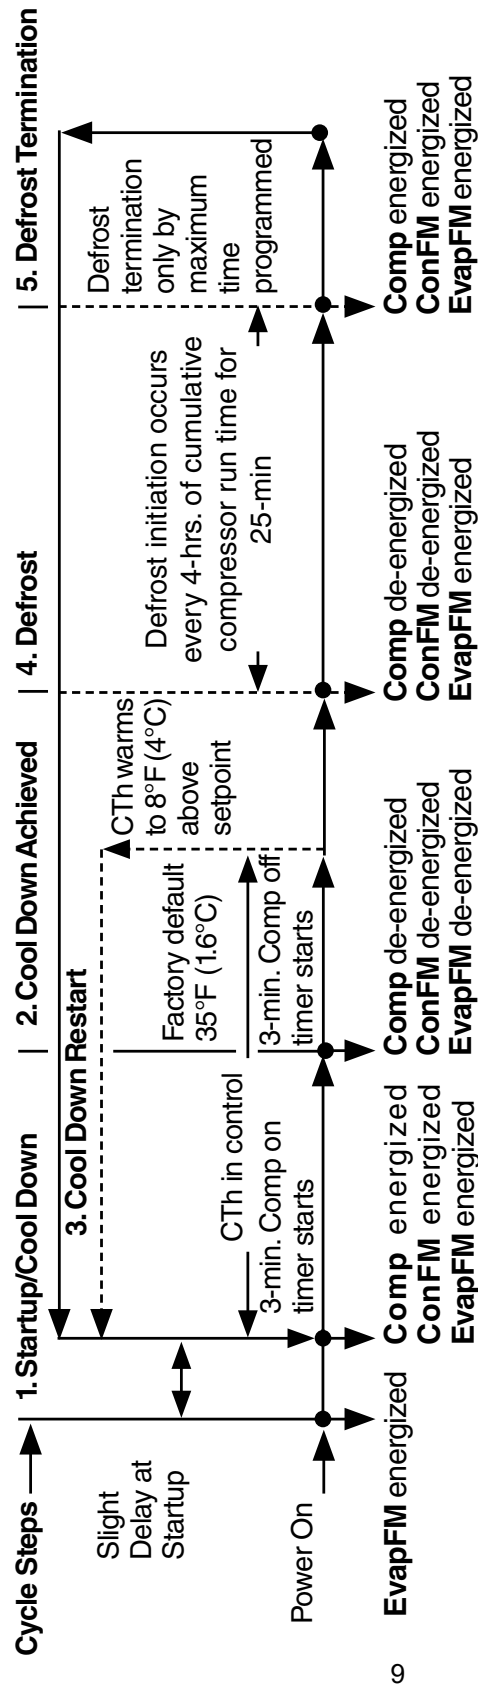 Cycle Steps
1. Startup/Cool Down
2. Cool Down Achieved
4. Defrost
5. Defrost Termination
3. Cool Down Restart
Slight
Delay at
Startup
Power On
CTh in control
3-min. Comp on
timer starts
Factory default
35°F (1.6°C)
3-min. Comp off
timer starts
CTh warms
to 8°F (4°C)
above
setpoint
Defrost initiation occurs
every 4-hrs. of cumulative
compressor run time for
25-min
Defrost
termination
only by
maximum
time
programmed
EvapFM energized
Comp energized
ConFM energized
EvapFM energized
Comp de-energized
ConFM de-energized
EvapFM de-energized
Comp de-energized
ConFM de-energized
EvapFM energized
Comp energized
ConFM energized
EvapFM energized
9